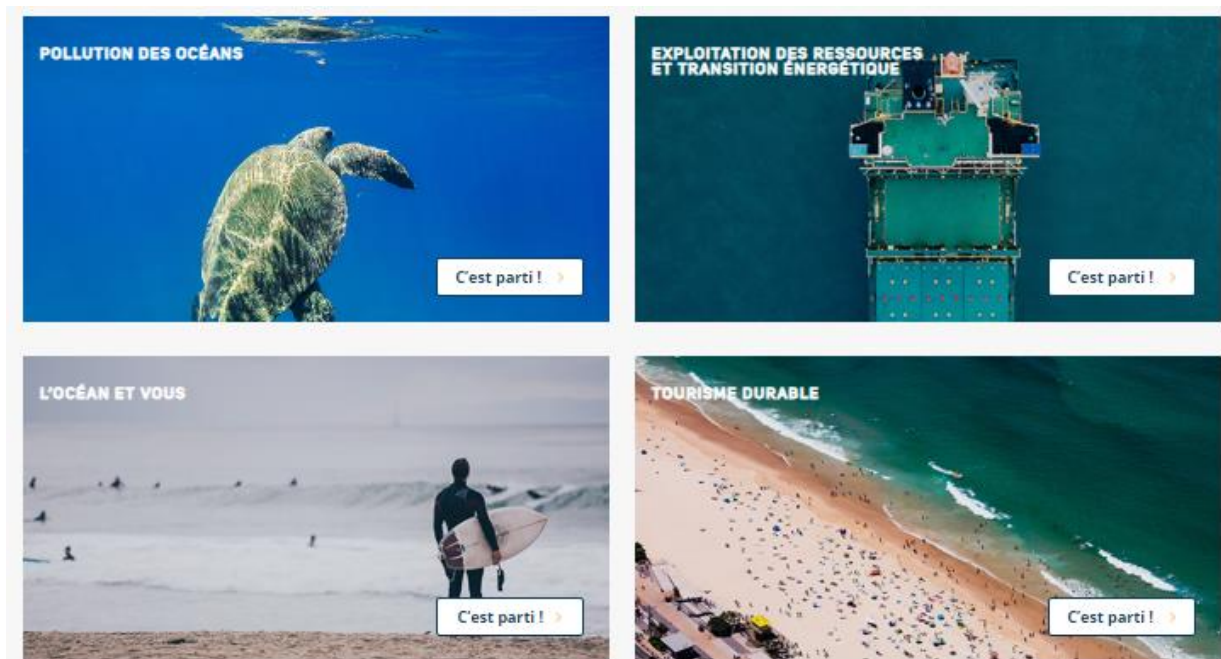 POLLUTION DES OCÉANS
EXPLOITATION DES RESSOURCES
ET TRANSITION ÉNERGÉTIQUE
C'est parti !
C'est parti !
L'OCÉAN ET VOUS
TOURISME DURABLE
C'est parti !
C'est parti !